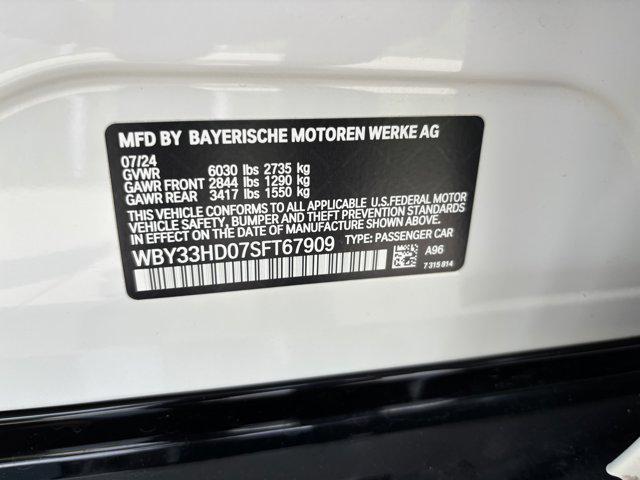 MFD BY BAYERISCHE MOTOREN WERKE AG
07/24
GVWR 6030 lbs 2735 kg
GAWR FRONT 2844 lbs 1290 kg
GAWR REAR 3417 lbs 1550 kg
THIS VEHICLE CONFORMS TO ALL APPLICABLE U.S.FEDERAL MOTOR
VEHICLE SAFETY, BUMPER, AND THEFT PREVENTION STANDARDS
IN EFFECT ON THE DATE OF MANUFACTURE SHOWN ABOVE.
WBY33HD07SFT67909 TYPE: PASSENGER CAR
A96
7 315 814